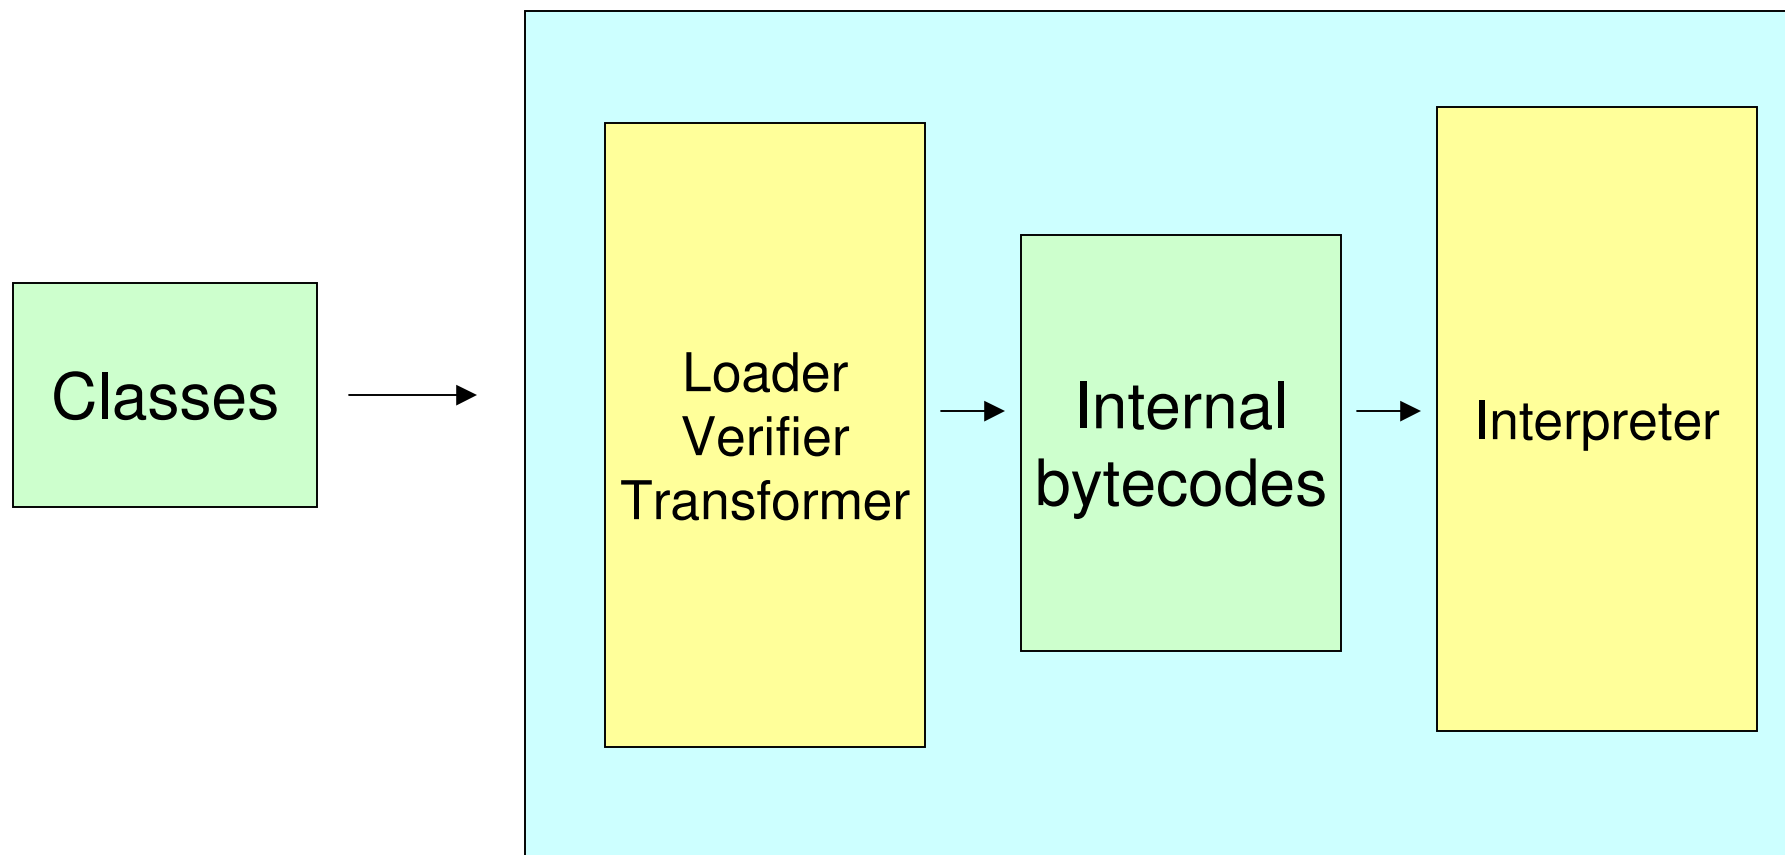 Classes
Loader
Verifier
Transformer
Internal
bytecodes
Interpreter